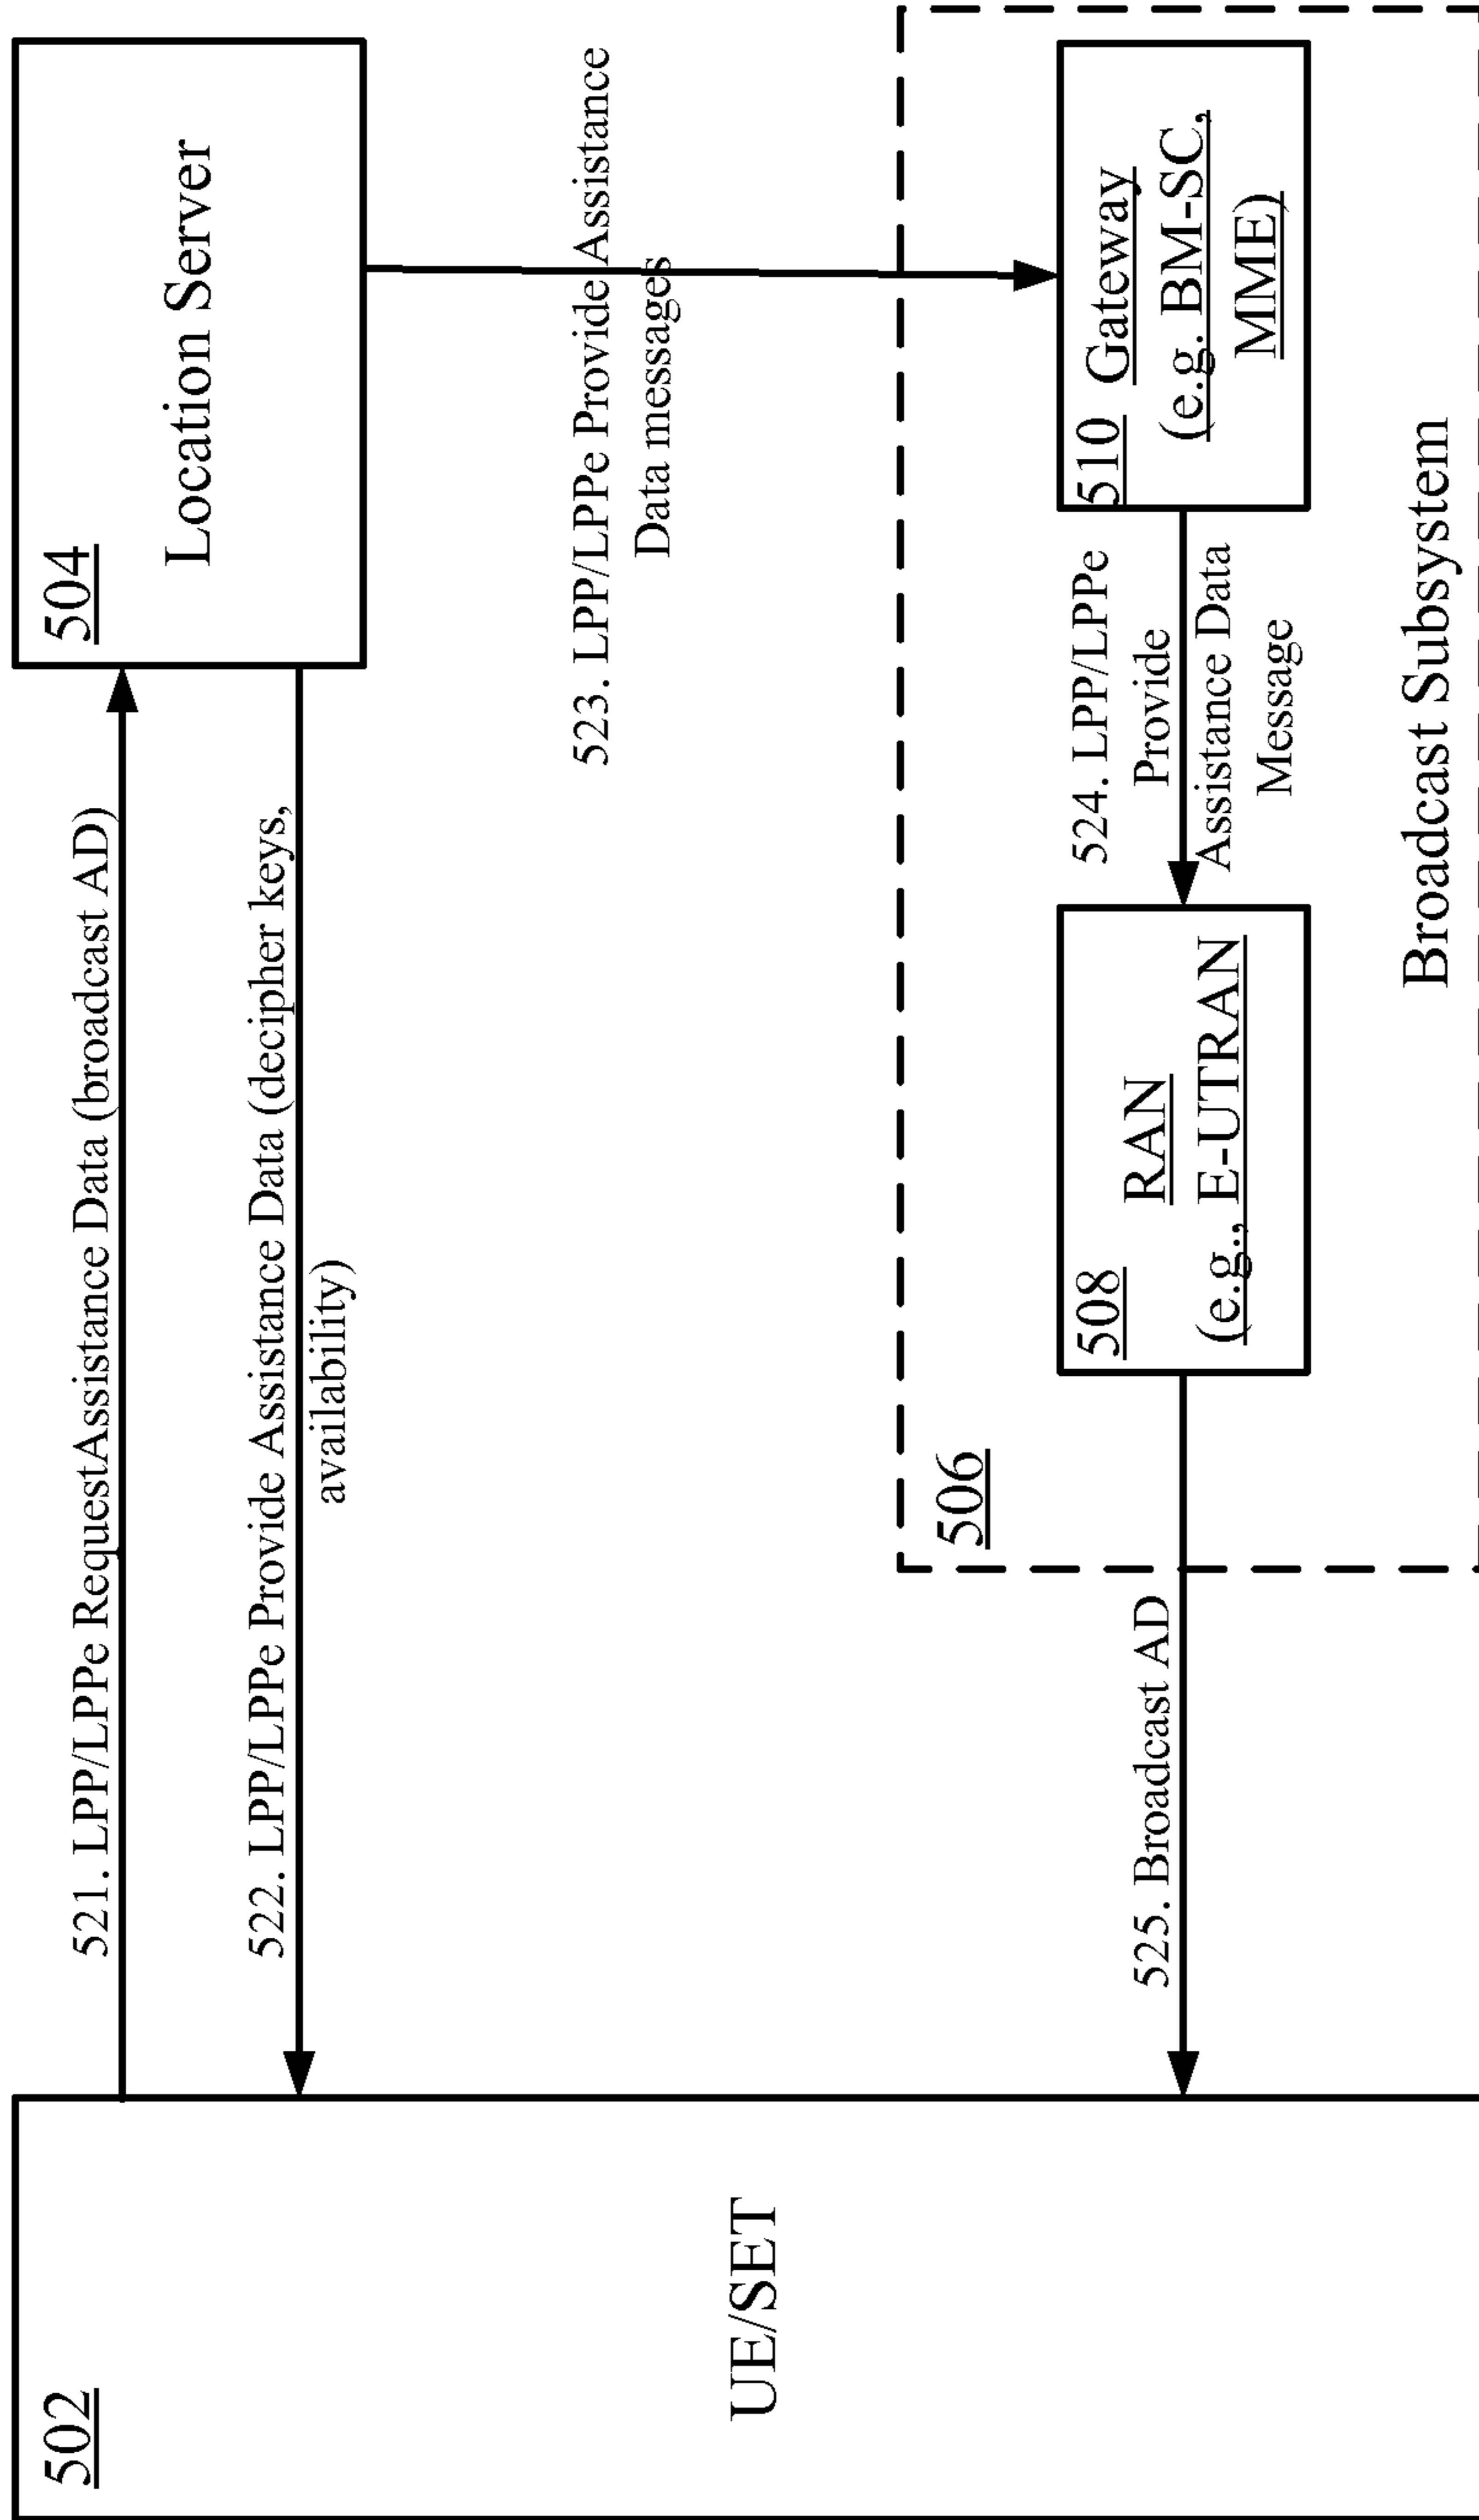 502
UE/SET
521. LPP/LPPe RequestAssistance Data (broadcast AD)
522. LPP/LPPe Provide Assistance Data (decipher keys,
availability)
504
Location Server
523. LPP/LPPe Provide Assistance
Data messages
506
525. Broadcast AD
508
RAN
(e.g., E-UTRAN
524. LPP/LPPe
Provide
Assistance Data
Message
510 Gateway
(e.g. BM-SC,
MME)
Broadcast Subsystem